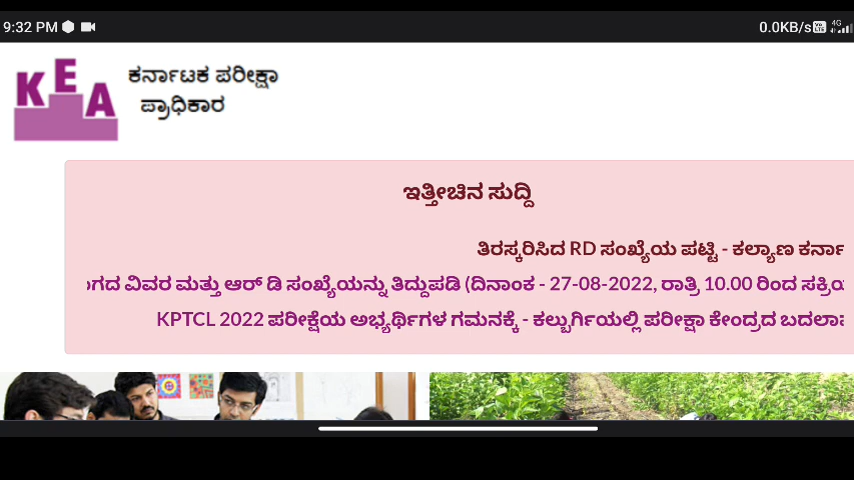 9:32 PM
0.0KB/s
4G
KEA
ಕರ್ನಾಟಕ ಪರೀಕ್ಷಾ
ಪ್ರಾಧಿಕಾರ
ಇತ್ತೀಚಿನ ಸುದ್ದಿ
ತಿರಸ್ಕರಿಸಿದ RD ಸಂಖ್ಯೆಯ ಪಟ್ಟಿ - ಕಲ್ಯಾಣ
ವಿವರ ಮತ್ತು ಆರ್ ಡಿ ಸಂಖ್ಯೆಯನ್ನು ತಿದ್ದುಪಡಿ (ದಿನಾಂಕ - 27-08-2022, ರಾತ್ರಿ 10.00 ರಿಂದ
KPTCL 2022 ಪರೀಕ್ಷೆಯ ಅಭ್ಯರ್ಥಿಗಳ ಗಮನಕ್ಕೆ - ಕಲ್ಬುರ್ಗಿಯಲ್ಲಿ ಪರೀಕ್ಷಾ ಕೇಂದ್ರದ